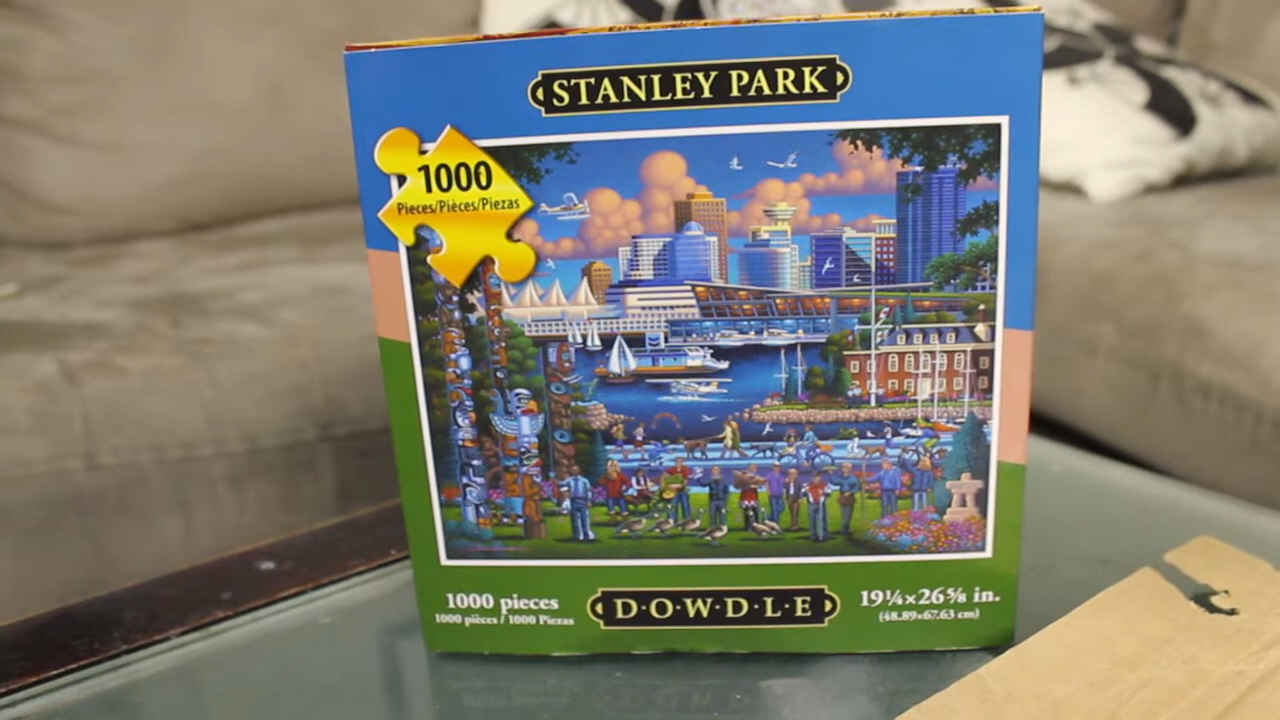 STANLEY PARK
1000
Pieces/Pièces/Piezas
1000 pieces
1000 pièces / 1000 Piezas
D·O·W·D·L·E
19¼×26⅝ in.
(48.89×67.63 cm)